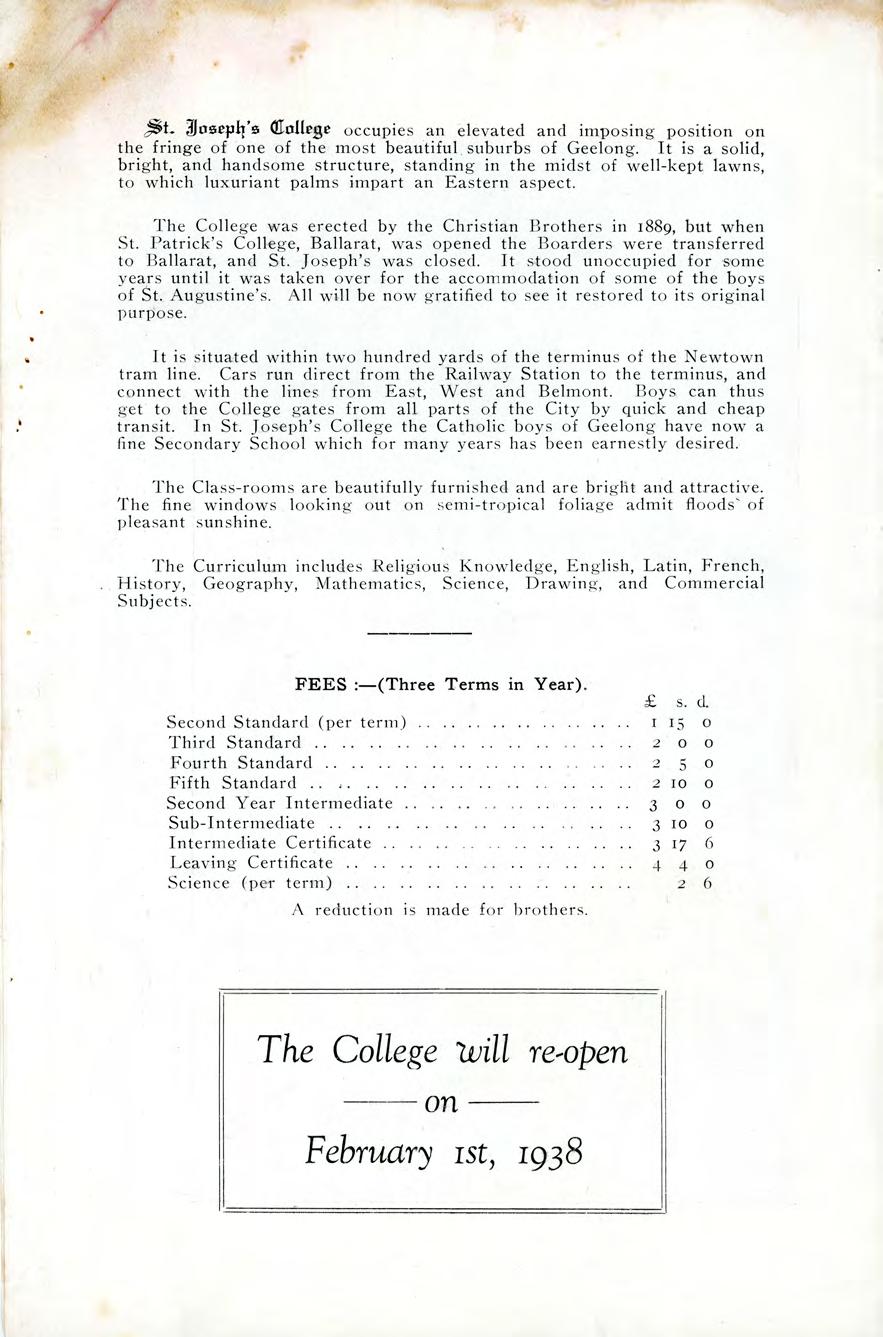 St. Joseph's College occupies an elevated and imposing position on
the fringe of one of the most beautiful suburbs of Geelong. It is a solid,
bright, and handsome structure, standing in the midst of well-kept lawns,
to which luxuriant palms impart an Eastern aspect.
The College was erected by the Christian Brothers in 1889, but when
St. Patrick's College, Ballarat, was opened the Boarders were transferred
to Ballarat, and St. Joseph's was closed. It stood unoccupied for some
years until it was taken over for the accommodation of some of the boys
of St. Augustine's. All will be now gratified to see it restored to its original
purpose.
It is situated within two hundred yards of the terminus of the Newtown
tram line. Cars run direct from the Railway Station to the terminus, and
connect with the lines from East, West and Belmont. Boys can thus
get to the College gates from all parts of the City by quick and cheap
transit. In St. Joseph's College the Catholic boys of Geelong have now a
fine Secondary School which for many years has been earnestly desired.
The Class-rooms are beautifully furnished and are bright and attractive.
The fine windows looking out on semi-tropical foliage admit floods of
pleasant sunshine.
The Curriculum includes Religious Knowledge, English, Latin, French,
History, Geography, Mathematics, Science, Drawing, and Commercial
Subjects.
FEES :—(Three Terms in Year).
£ s. d.
Second Standard (per term) .. .. .. .. .. .. .. .. 1 15 0
Third Standard .. .. .. .. .. .. .. .. .. .. .. .. 2 0 0
Fourth Standard .. .. .. .. .. .. .. .. .. .. .. .. 2 5 0
Fifth Standard .. .. .. .. .. .. .. .. .. .. .. .. 2 10 0
Second Year Intermediate .. .. .. .. .. .. .. .. .. 3 0 0
Sub-Intermediate .. .. .. .. .. .. .. .. .. .. .. 3 10 0
Intermediate Certificate .. .. .. .. .. .. .. .. .. 3 17 6
Leaving Certificate .. .. .. .. .. .. .. .. .. .. .. 4 4 0
Science (per term) .. .. .. .. .. .. .. .. .. .. .. 2 6
A reduction is made for brothers.
The College will re-open
on
February 1st, 1938